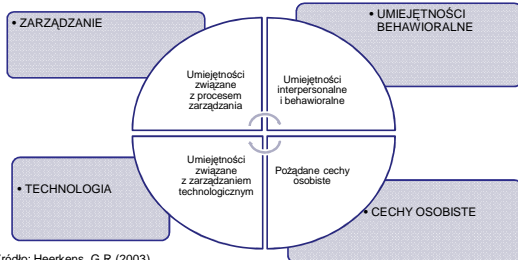 • ZARZĄDZANIE
• UMIEJĘTNOŚCI
BEHAWIORALNE
Umiejętności
związane
z procesem
zarządzania
Umiejętności
interpersonalne
i behawioralne
Umiejętności
związane
z zarządzaniem
technologicznym
Pożądane cechy
osobiste
• TECHNOLOGIA
• CECHY OSOBISTE
Źródło: Heerkens, G.R (2003)